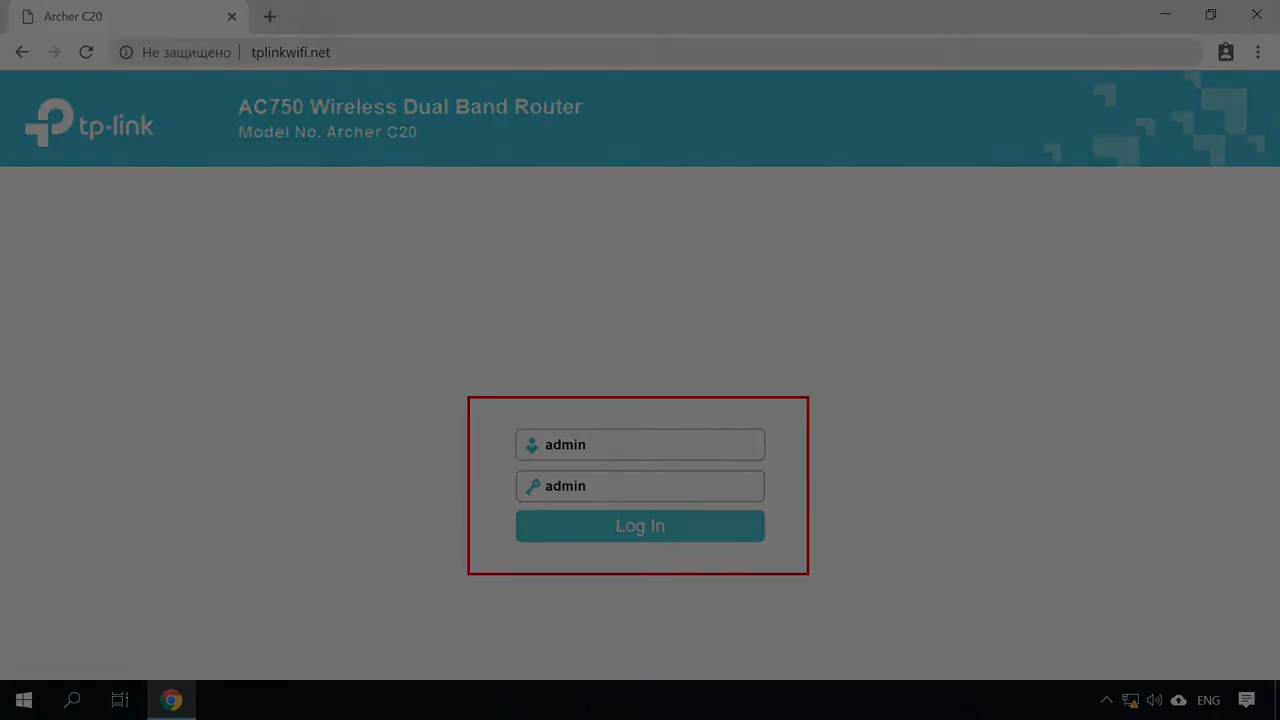 Archer C20
Не защищено
tplinkwifi.net
tp-link
AC750 Wireless Dual Band Router
Model No. Archer C20
admin
admin
Log In
ENG